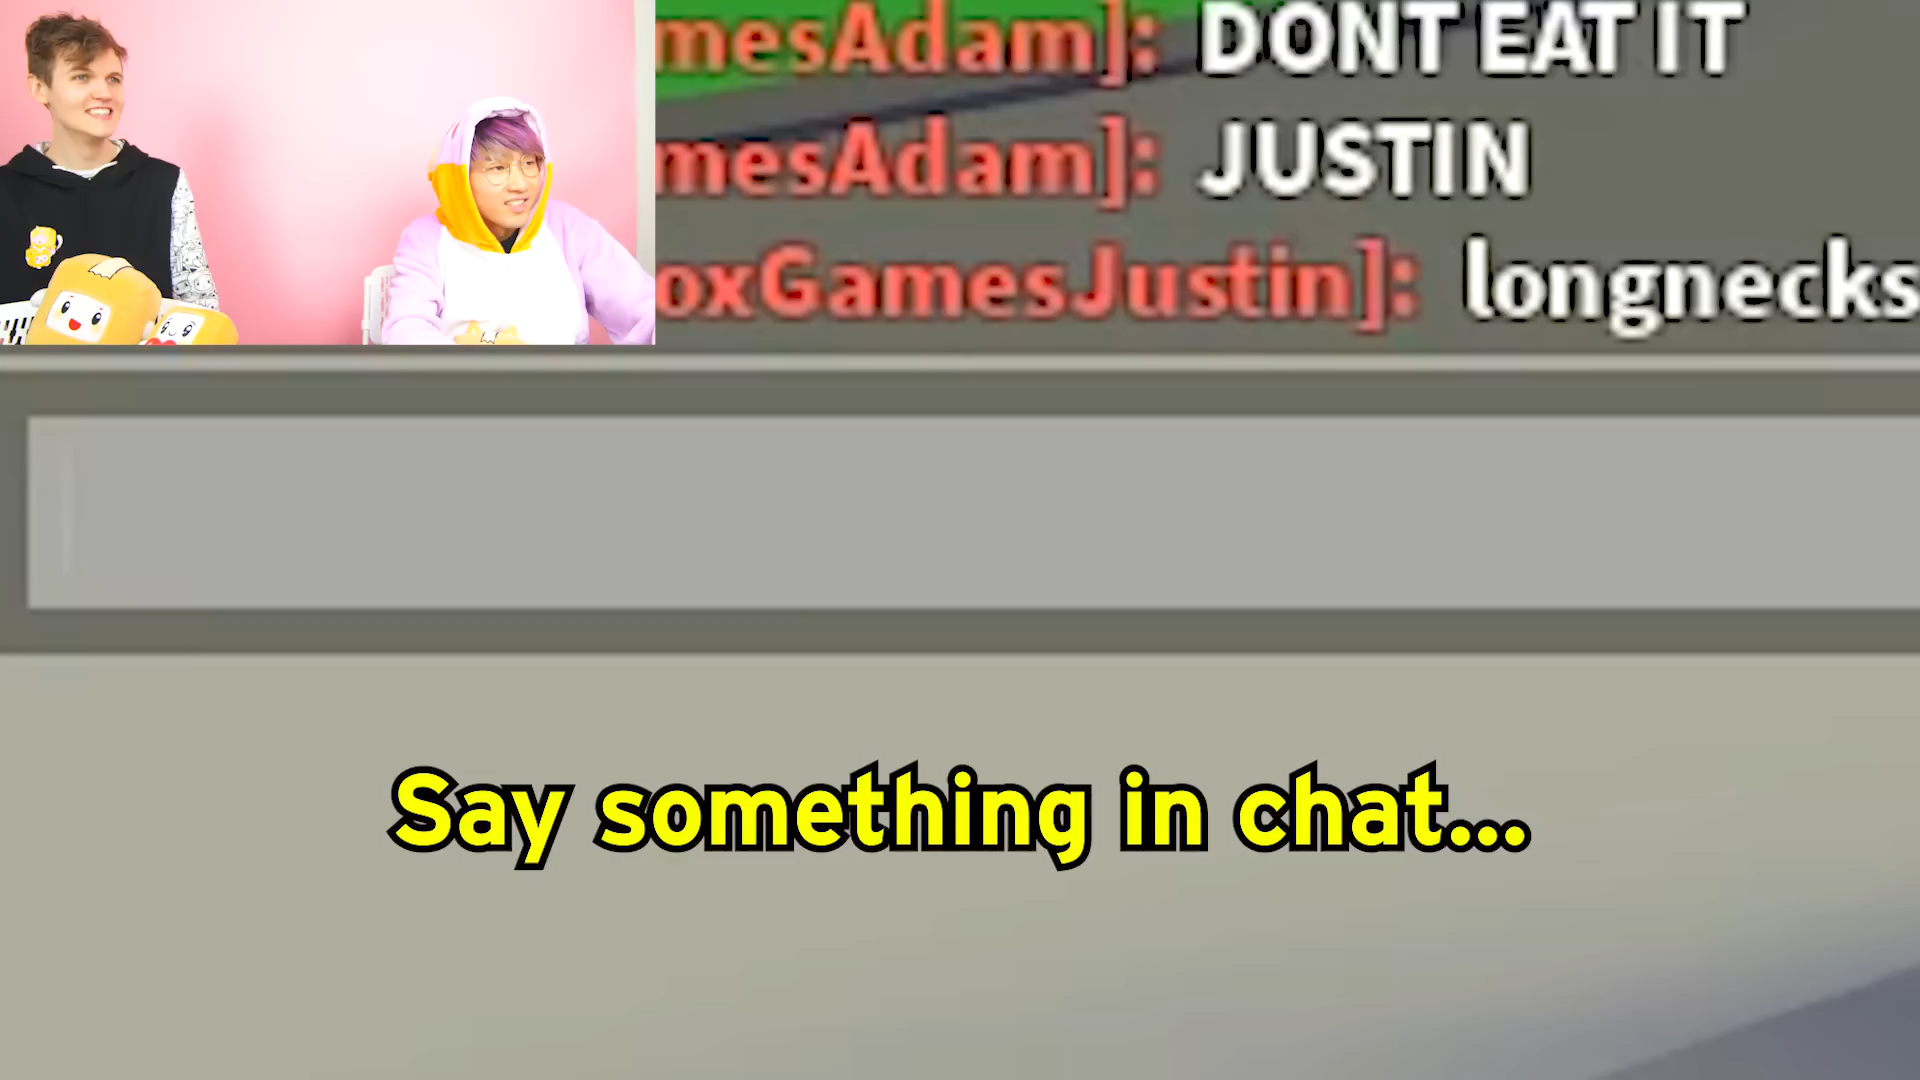 mesAdam]: DONT EAT IT
mesAdam]: JUSTIN
oxGamesJustin]: longnecks
Say something in chat...